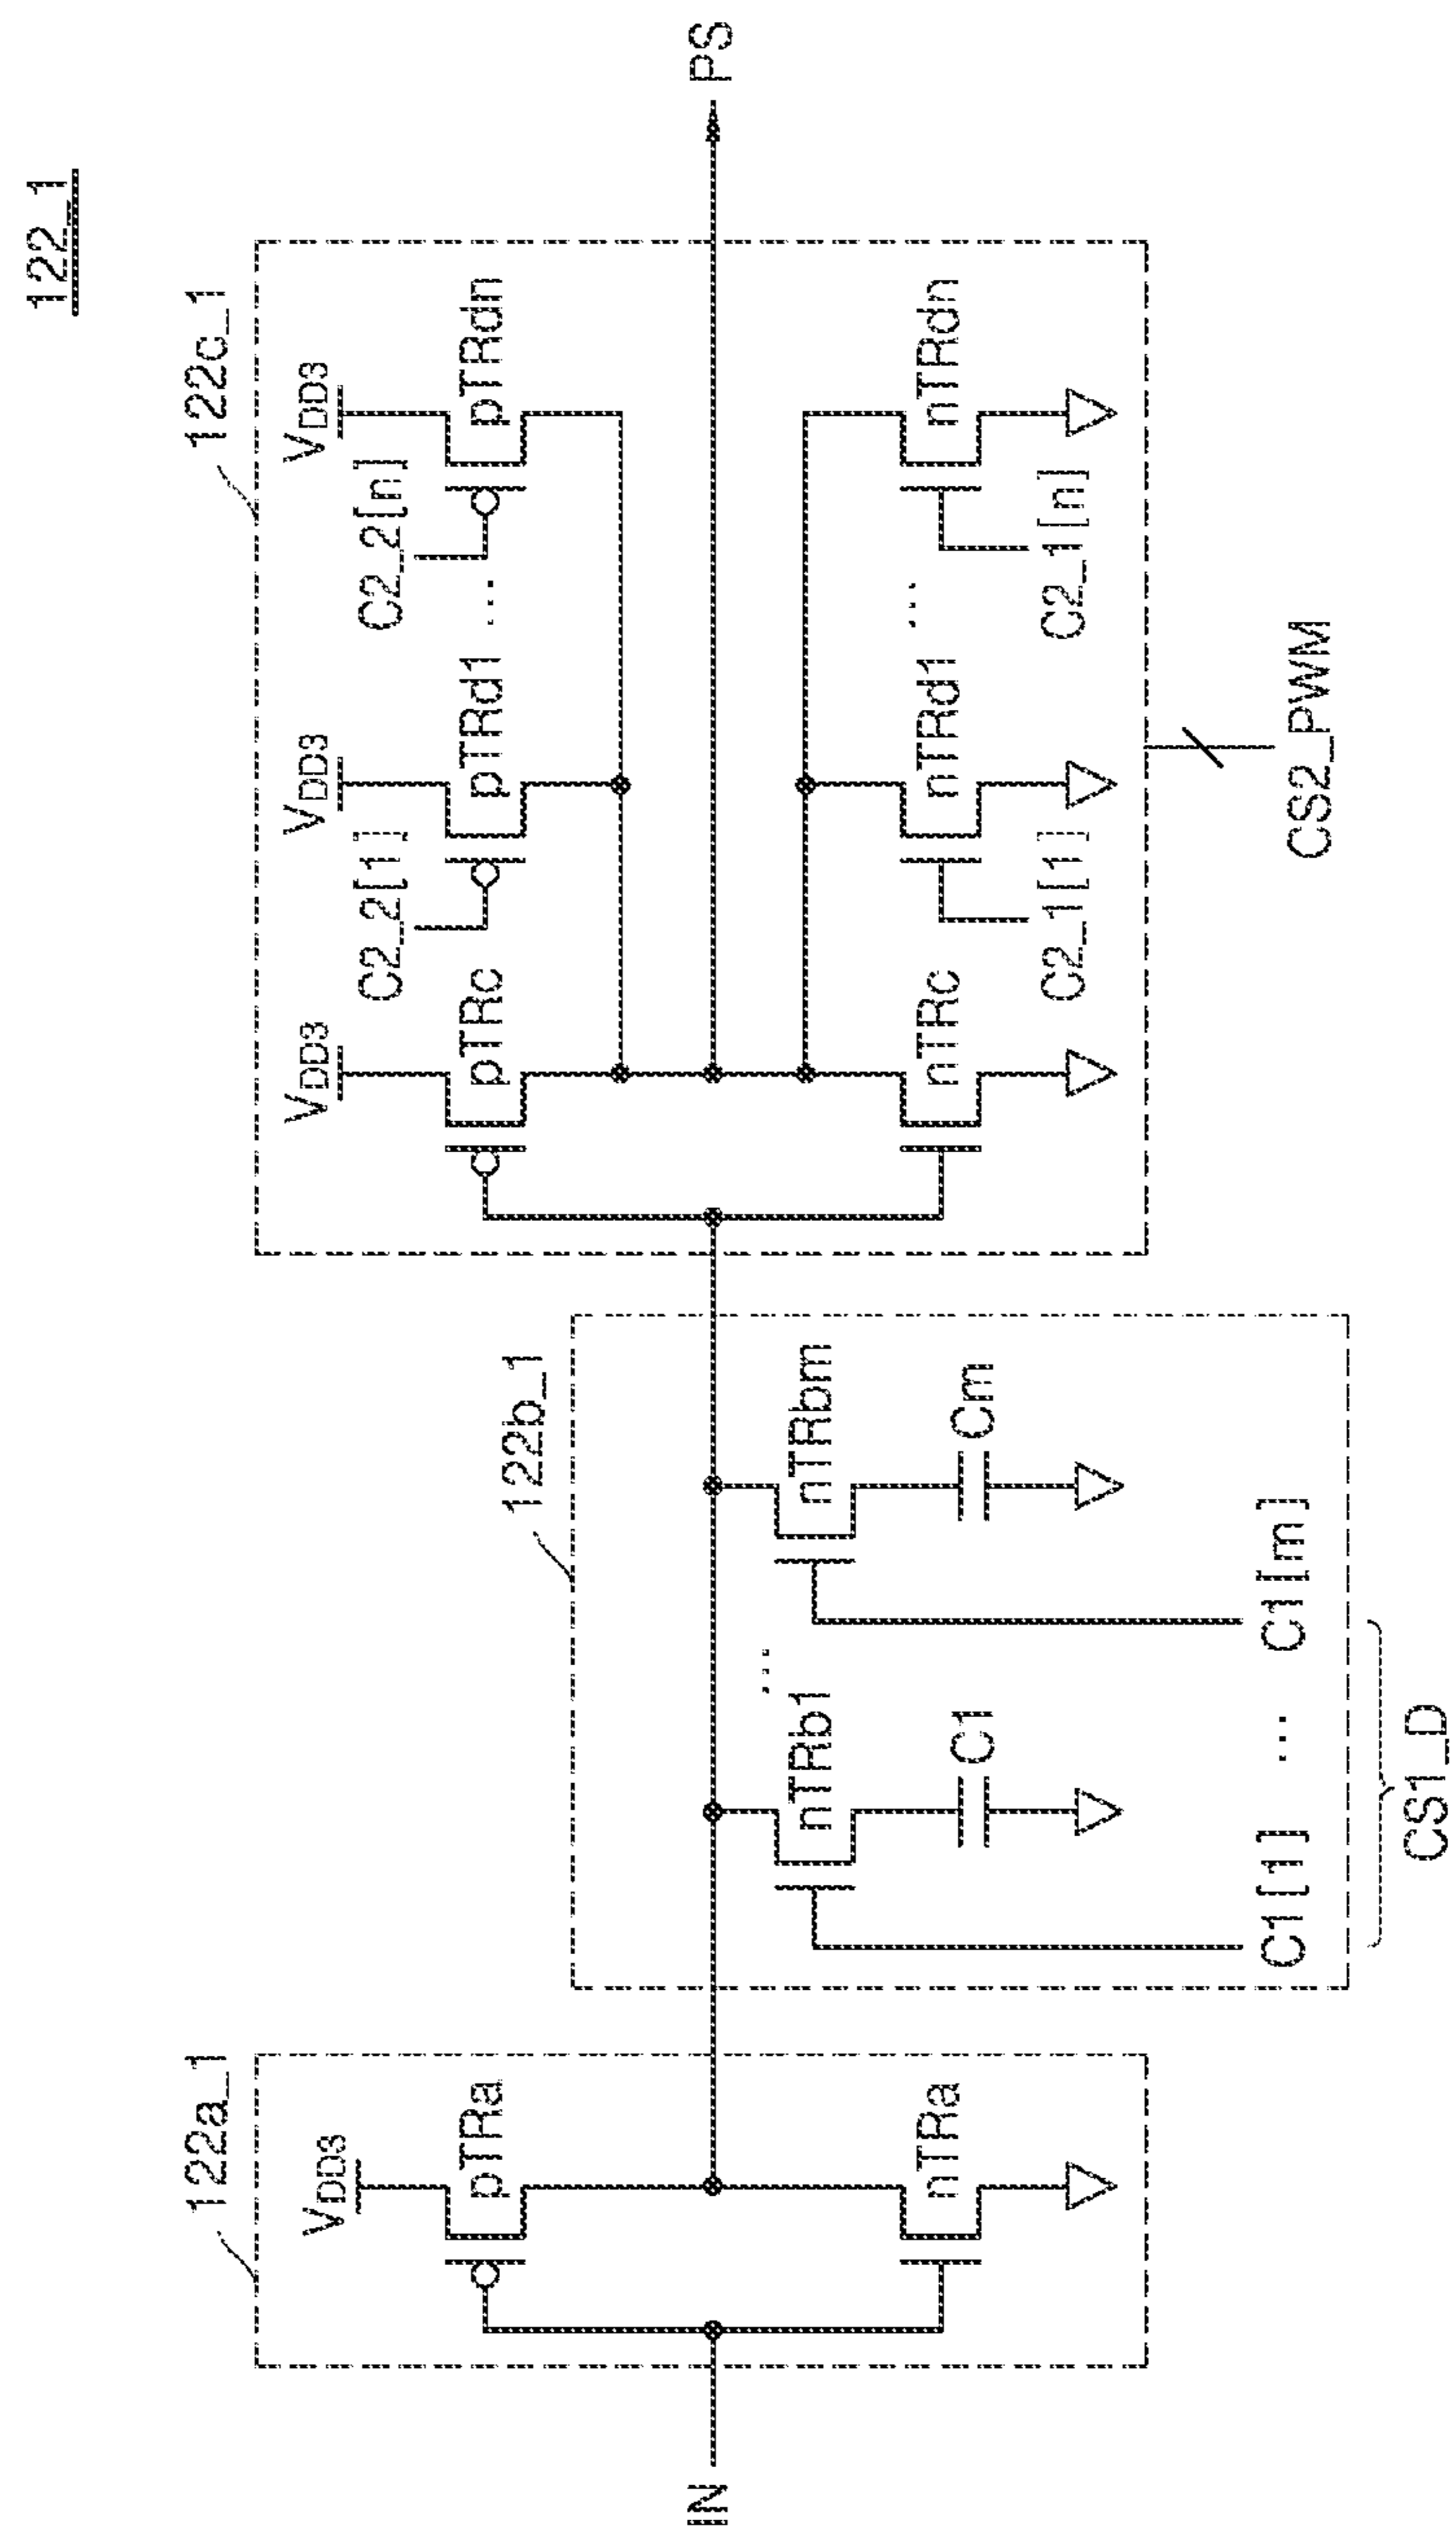 122_1
122a_1
122b_1
122c_1
VDD3
VDD3
VDD3
VDD3
C2_2[1]
C2_2[n]
pTRa
pTRc
pTRd1
...
pTRdn
IN
PS
nTRb1
...
nTRbm
nTRa
nTRc
nTRd1
...
nTRdn
C1
Cm
C2_1[1]
C2_1[n]
C1[1]
...
C1[m]
CS1_D
CS2_PWM